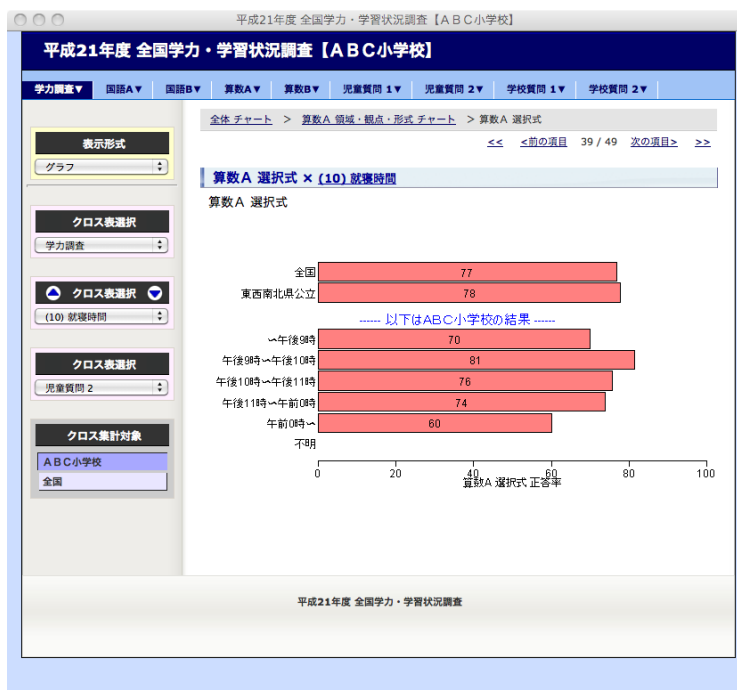 平成21年度 全国学力・学習状況調査【ＡＢＣ小学校】
平成21年度 全国学力・学習状況調査【ＡＢＣ小学校】
学力調査▼ 国語A▼ 国語B▼ 算数A▼ 算数B▼ 児童質問 1▼ 児童質問 2▼ 学校質問 1▼ 学校質問 2▼
全体 チャート > 算数A 領域・観点・形式 チャート > 算数A 選択式
<< <前の項目 39 / 49 次の項目> >>
表示形式
グラフ
クロス表選択
学力調査
クロス表選択
(10) 就寝時間
クロス表選択
児童質問 2
クロス集計対象
ＡＢＣ小学校
全国
算数A 選択式 × (10) 就寝時間
算数A 選択式
全国 77
東西南北県公立 78
------ 以下はABC小学校の結果 ------
〜午後9時 70
午後9時〜午後10時 81
午後10時〜午後11時 76
午後11時〜午前0時 74
午前0時〜 60
不明
0 20 40 60 80 100
算数A 選択式 正答率
平成21年度 全国学力・学習状況調査